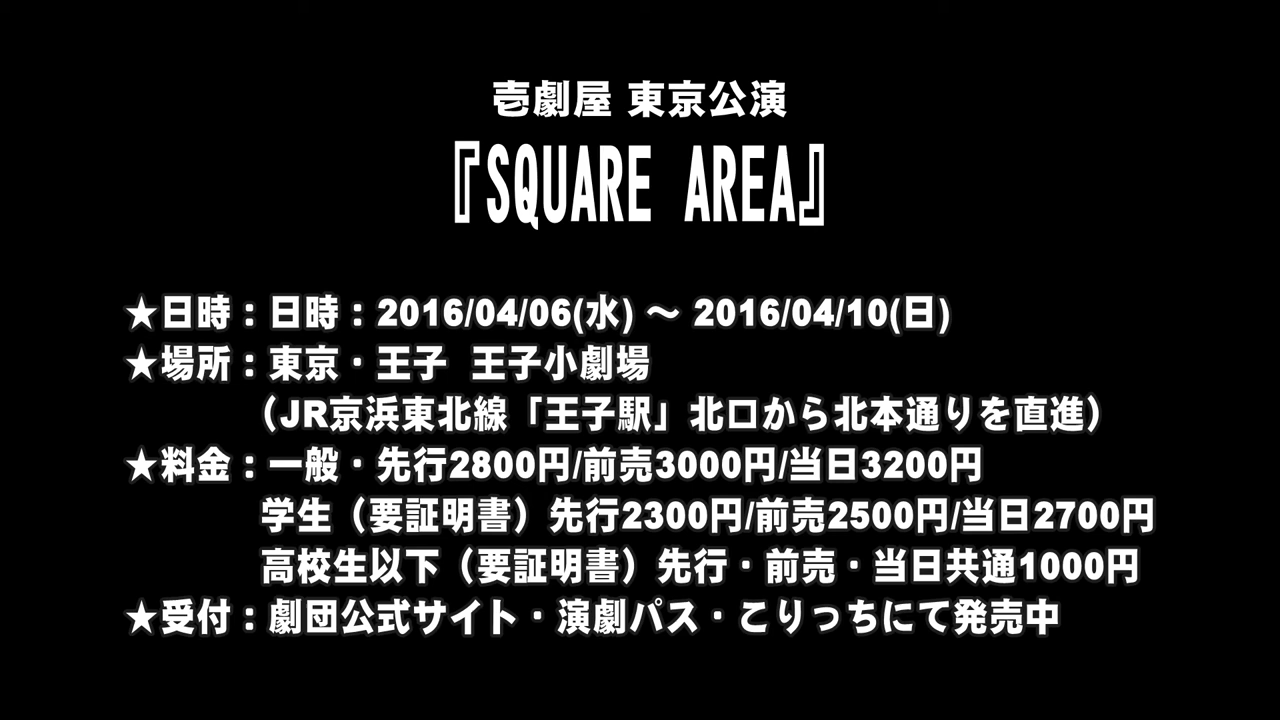 壱劇屋 東京公演
『SQUARE AREA』
★日時：日時：2016/04/06(水) ～ 2016/04/10(日)
★場所：東京・王子　王子小劇場
（JR京浜東北線「王子駅」北口から北本通りを直進）
★料金：一般・先行2800円/前売3000円/当日3200円
学生（要証明書）先行2300円/前売2500円/当日2700円
高校生以下（要証明書）先行・前売・当日共通1000円
★受付：劇団公式サイト・演劇パス・こりっちにて発売中